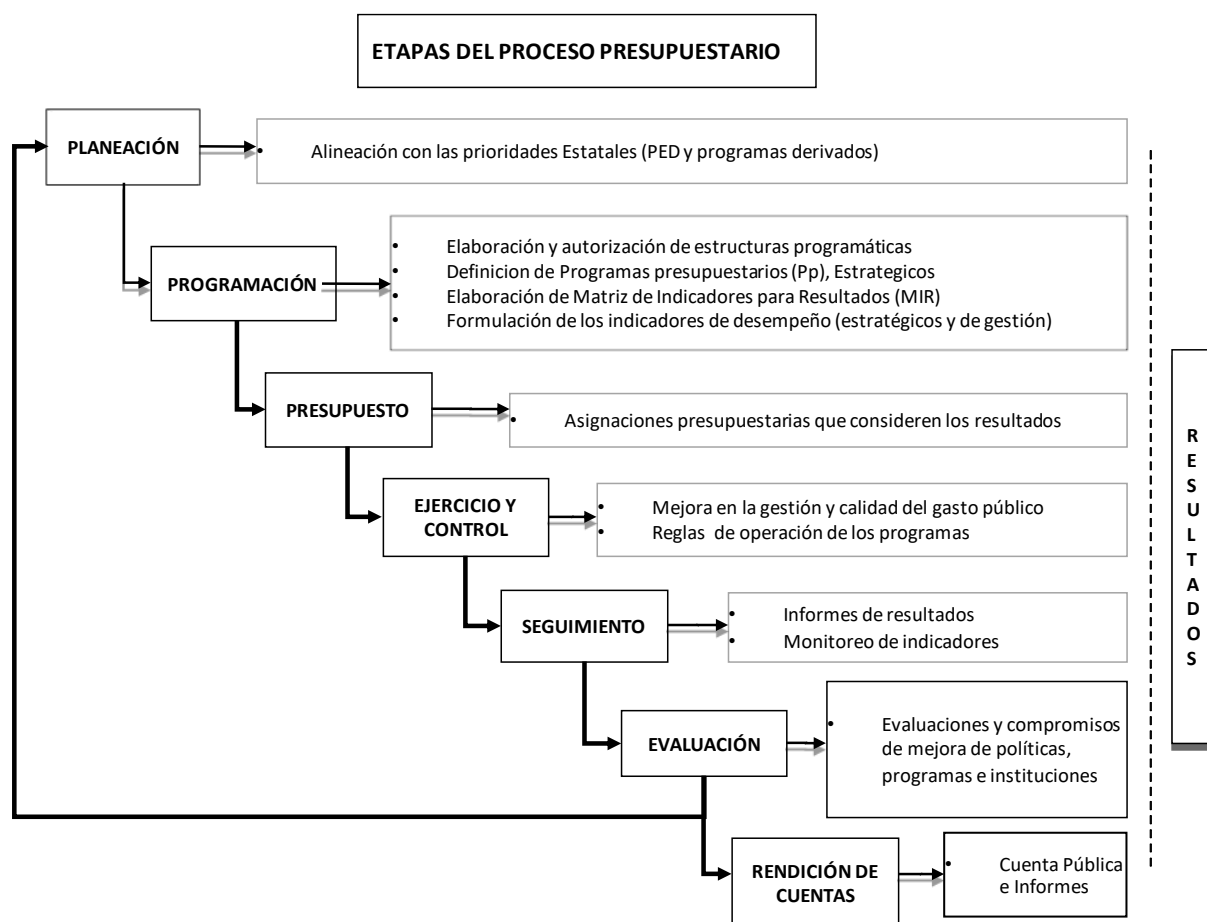 ETAPAS DEL PROCESO PRESUPUESTARIO
PLANEACIÓN
• Alineación con las prioridades Estatales (PED y programas derivados)
PROGRAMACIÓN
• Elaboración y autorización de estructuras programáticas
• Definicion de Programas presupuestarios (Pp), Estrategicos
• Elaboración de Matriz de Indicadores para Resultados (MIR)
• Formulación de los indicadores de desempeño (estratégicos y de gestión)
PRESUPUESTO
• Asignaciones presupuestarias que consideren los resultados
EJERCICIO Y
CONTROL
• Mejora en la gestión y calidad del gasto público
• Reglas de operación de los programas
SEGUIMIENTO
• Informes de resultados
• Monitoreo de indicadores
EVALUACIÓN
• Evaluaciones y compromisos
de mejora de políticas,
programas e instituciones
RENDICIÓN DE
CUENTAS
• Cuenta Pública
e Informes
R
E
S
U
L
T
A
D
O
S